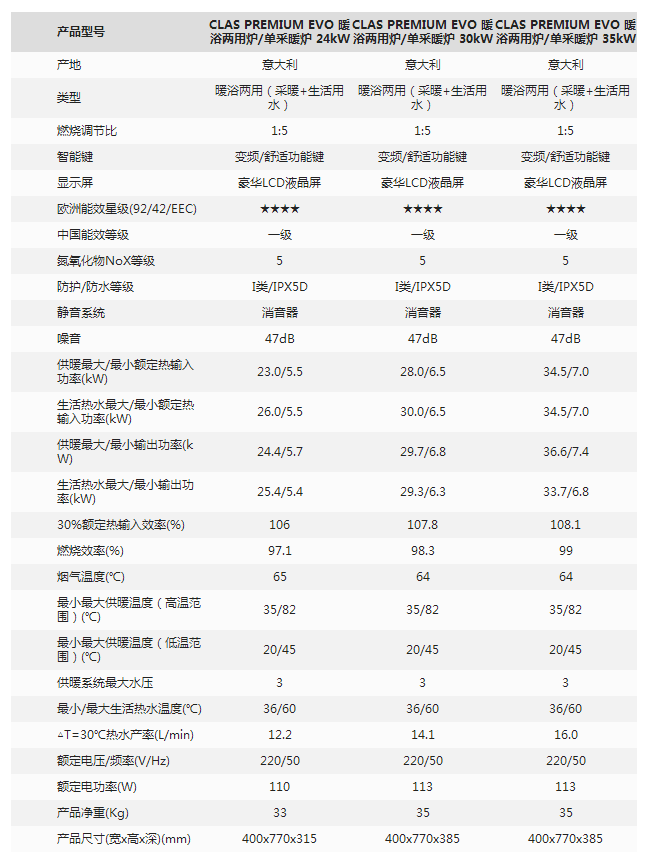 产品型号 CLAS PREMIUM EVO 暖浴两用炉/单采暖炉 24kW CLAS PREMIUM EVO 暖浴两用炉/单采暖炉 30kW CLAS PREMIUM EVO 暖浴两用炉/单采暖炉 35kW
产地 意大利 意大利 意大利
类型 暖浴两用（采暖+生活用水） 暖浴两用（采暖+生活用水） 暖浴两用（采暖+生活用水）
燃烧调节比 1:5 1:5 1:5
智能键 变频/舒适功能键 变频/舒适功能键 变频/舒适功能键
显示屏 豪华LCD液晶屏 豪华LCD液晶屏 豪华LCD液晶屏
欧洲能效星级(92/42/EEC) ★★★★ ★★★★ ★★★★
中国能效等级 一级 一级 一级
氮氧化物NoX等级 5 5 5
防护/防水等级 I类/IPX5D I类/IPX5D I类/IPX5D
静音系统 消音器 消音器 消音器
噪音 47dB 47dB 47dB
供暖最大/最小额定热输入功率(kW) 23.0/5.5 28.0/6.5 34.5/7.0
生活热水最大/最小额定热输入功率(kW) 26.0/5.5 30.0/6.5 34.5/7.0
供暖最大/最小输出功率(kW) 24.4/5.7 29.7/6.8 36.6/7.4
生活热水最大/最小输出功率(kW) 25.4/5.4 29.3/6.3 33.7/6.8
30%额定热输入效率(%) 106 107.8 108.1
燃烧效率(%) 97.1 98.3 99
烟气温度(℃) 65 64 64
最小最大供暖温度（高温范围）(℃) 35/82 35/82 35/82
最小最大供暖温度（低温范围）(℃) 20/45 20/45 20/45
供暖系统最大水压 3 3 3
最小/最大生活热水温度(℃) 36/60 36/60 36/60
△T=30℃热水产率(L/min) 12.2 14.1 16.0
额定电压/频率(V/Hz) 220/50 220/50 220/50
额定电功率(W) 110 113 113
产品净重(Kg) 33 35 35
产品尺寸(宽x高x深)(mm) 400x770x315 400x770x385 400x770x385